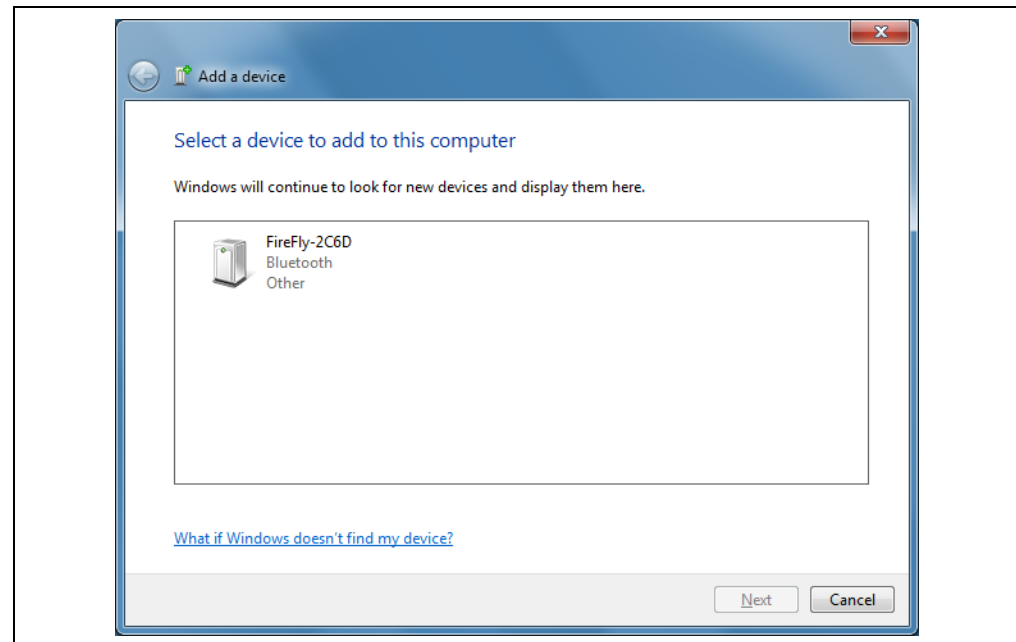 Add a device
Select a device to add to this computer
Windows will continue to look for new devices and display them here.
FireFly-2C6D
Bluetooth
Other
What if Windows doesn't find my device?
Next
Cancel